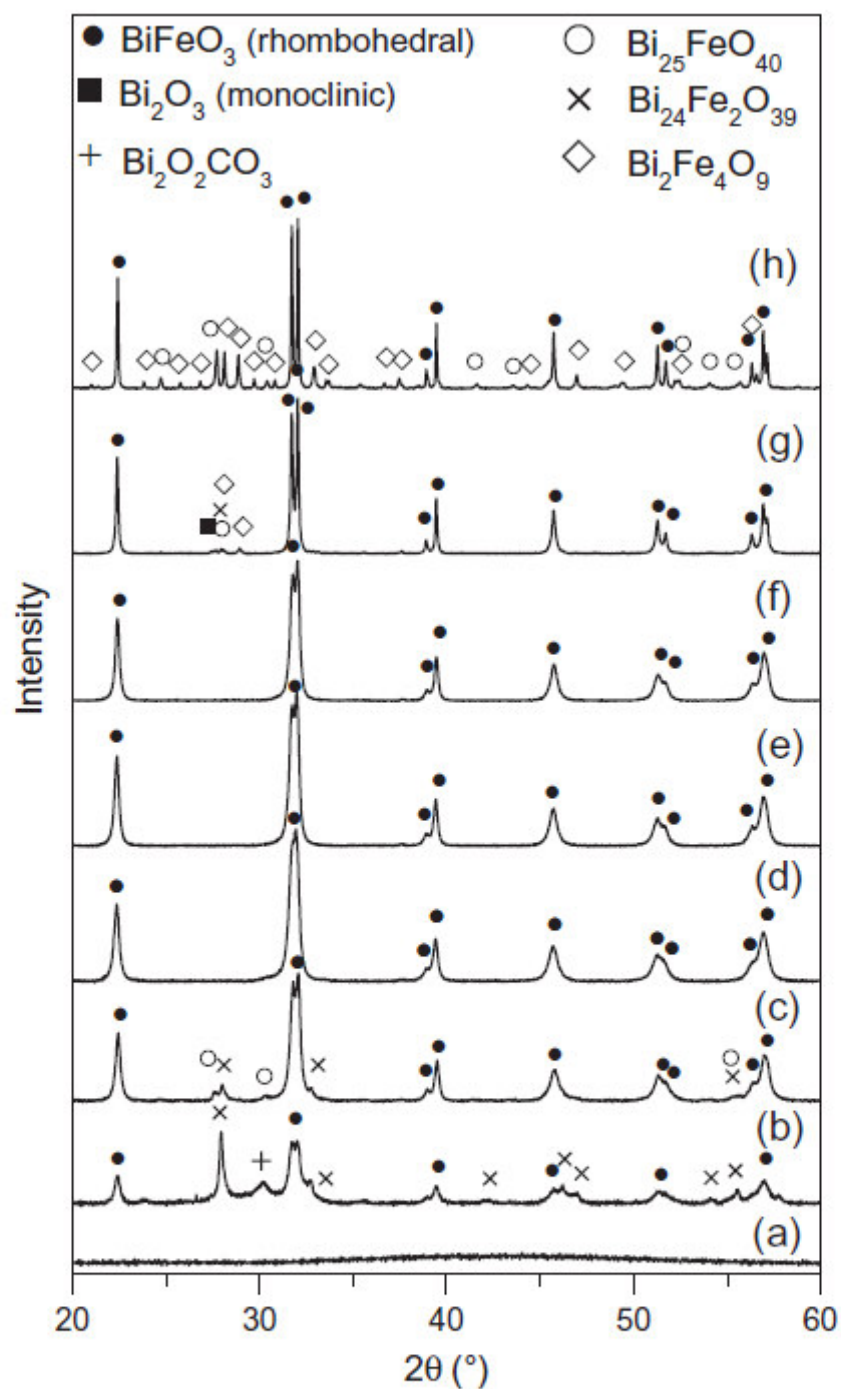 ● BiFeO₃ (rhombohedral)
■ Bi₂O₃ (monoclinic)
+ Bi₂O₂CO₃
○ Bi₂₅FeO₄₀
× Bi₂₄Fe₂O₃₉
◇ Bi₂Fe₄O₉
(h)
(g)
(f)
(e)
(d)
(c)
(b)
(a)
Intensity
20 30 40 50 60
2θ (°)